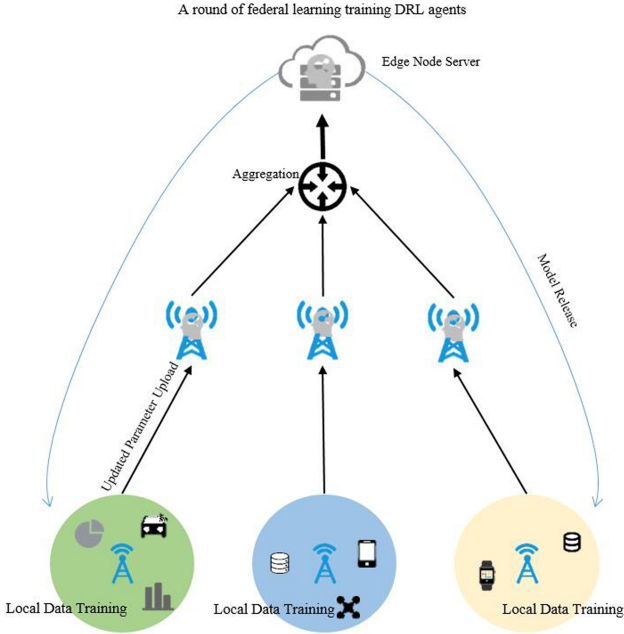 A round of federal learning training DRL agents
Edge Node Server
Aggregation
Model Release
Updated Parameter Upload
Local Data Training
Local Data Training
Local Data Training